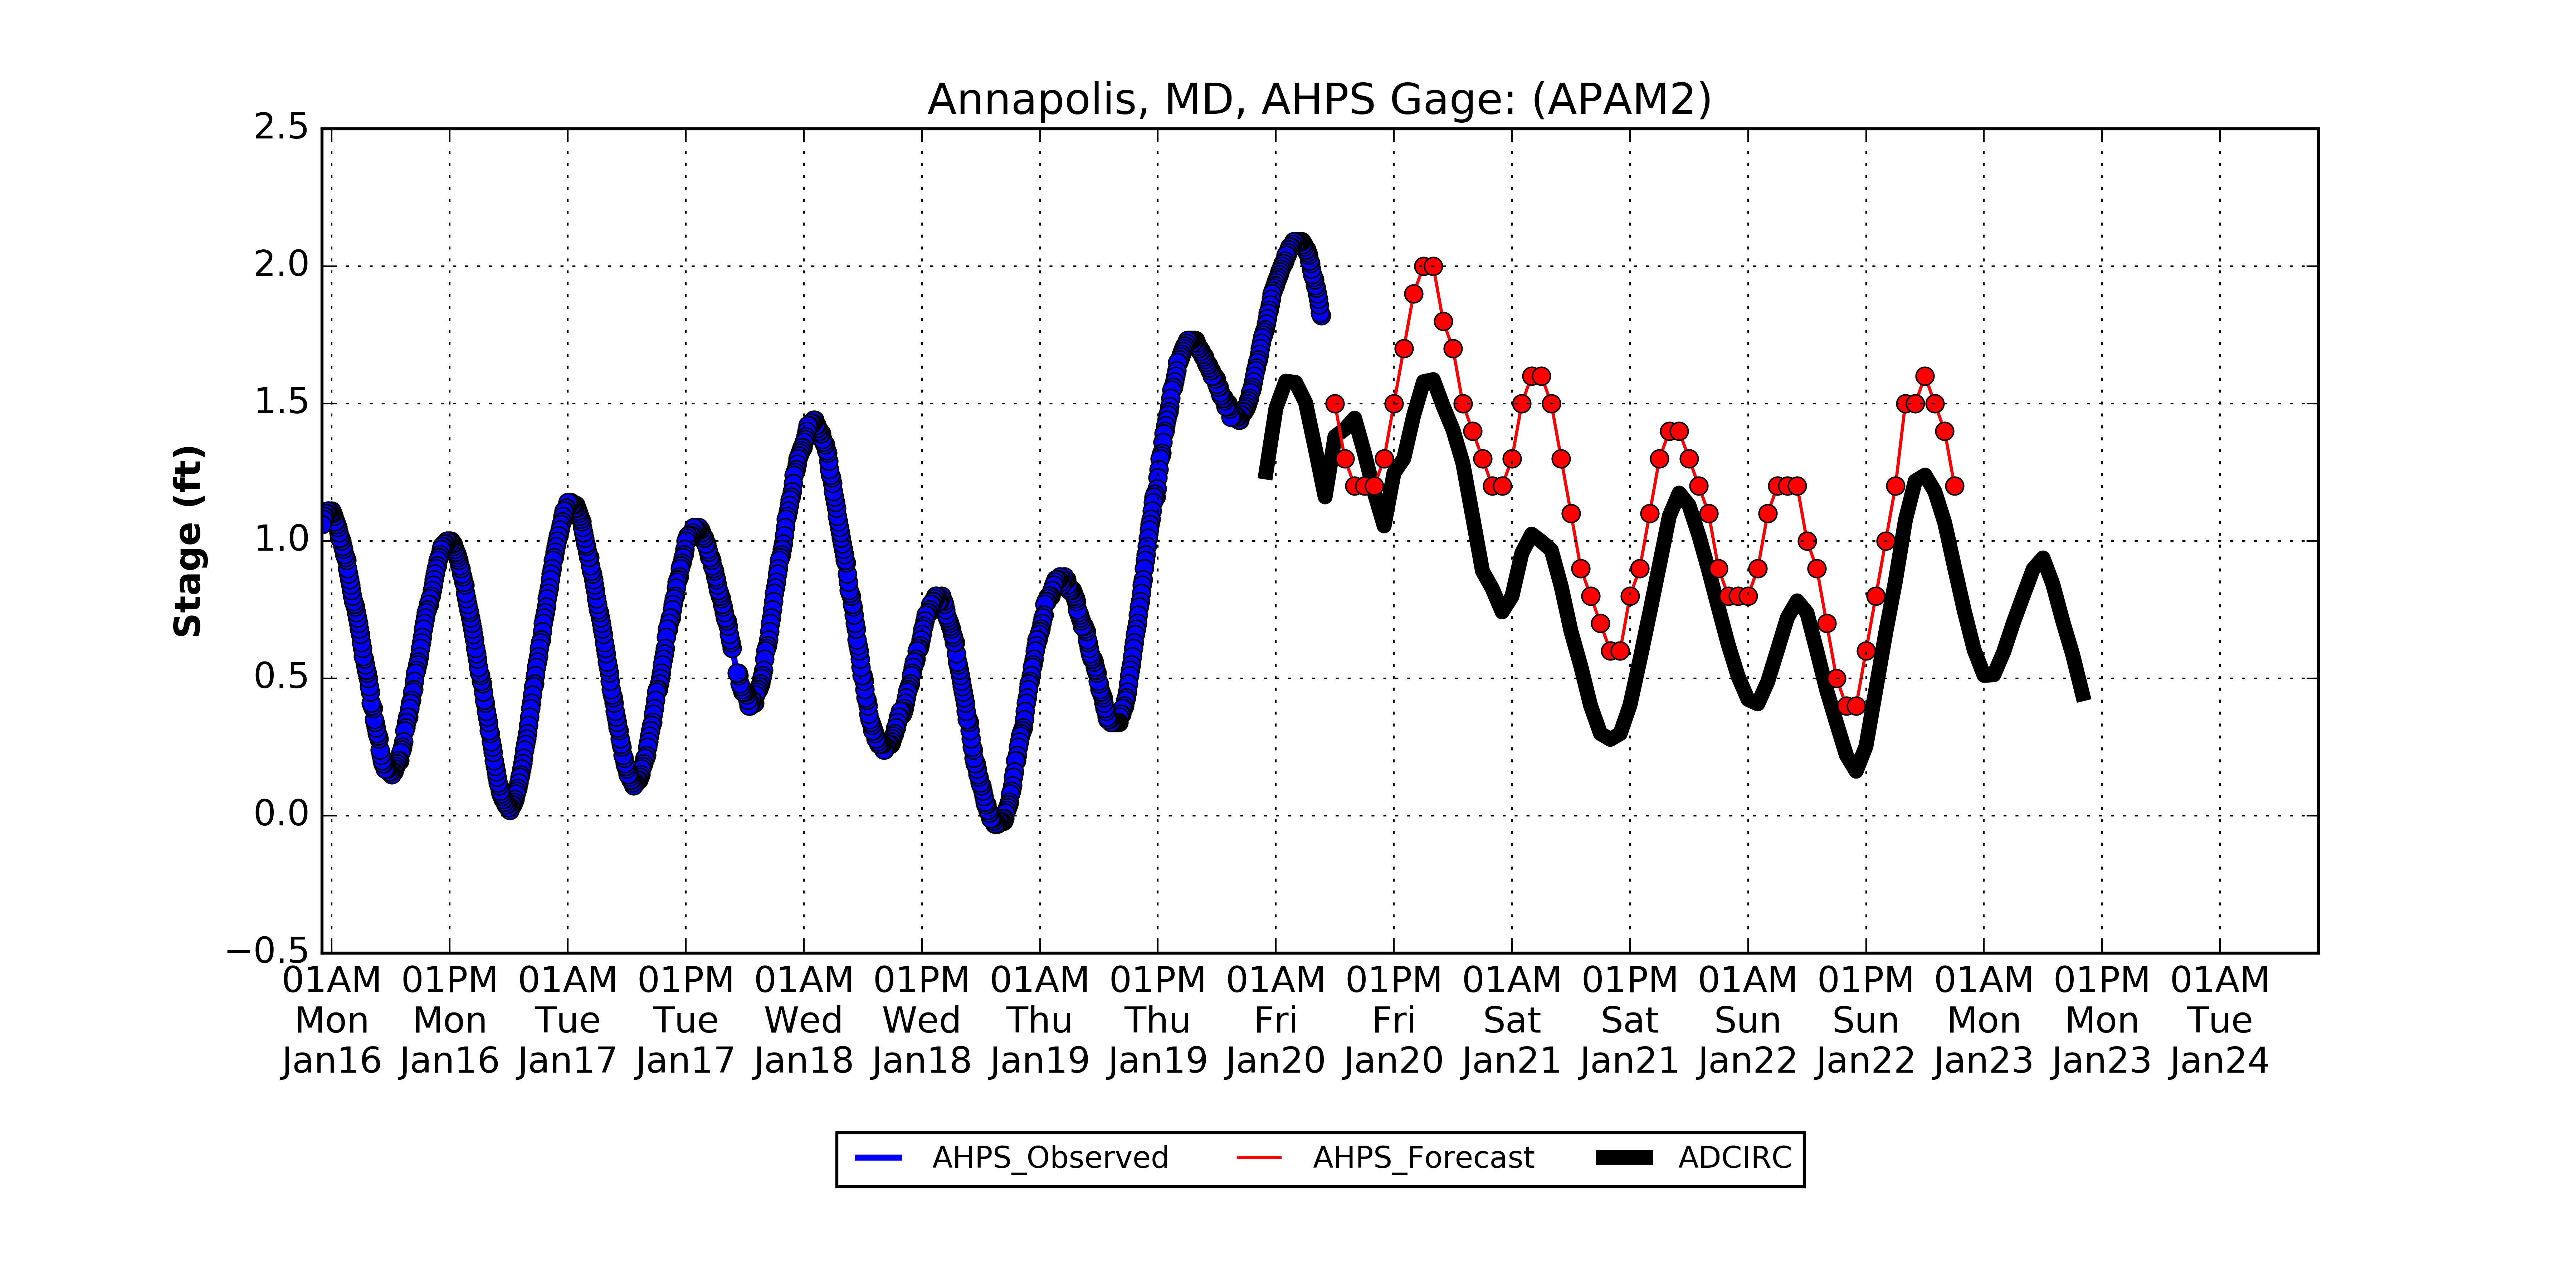 Annapolis, MD, AHPS Gage: (APAM2)
2.5
2.0
1.5
1.0
0.5
0.0
−0.5
Stage (ft)
01AM 01PM 01AM 01PM 01AM 01PM 01AM 01PM 01AM 01PM 01AM 01PM 01AM 01PM 01AM 01PM 01AM
Mon Mon Tue Tue Wed Wed Thu Thu Fri Fri Sat Sat Sun Sun Mon Mon Tue
Jan16 Jan16 Jan17 Jan17 Jan18 Jan18 Jan19 Jan19 Jan20 Jan20 Jan21 Jan21 Jan22 Jan22 Jan23 Jan23 Jan24
AHPS_Observed AHPS_Forecast ADCIRC